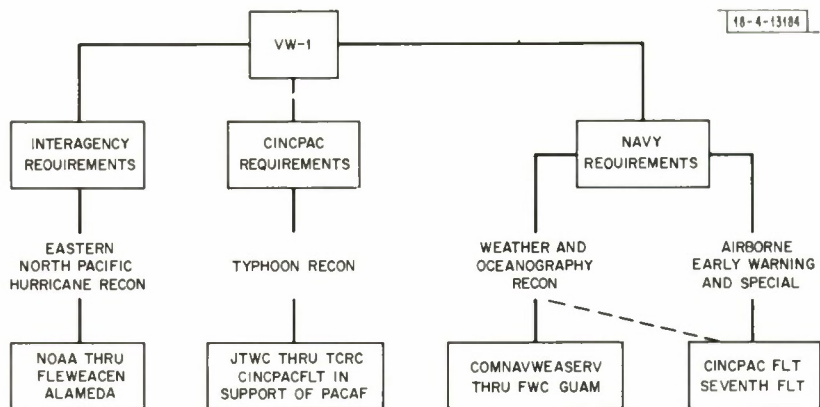 18-4-13184
VW-1
INTERAGENCY
REQUIREMENTS
CINCPAC
REQUIREMENTS
NAVY
REQUIREMENTS
EASTERN
NORTH PACIFIC
HURRICANE RECON
TYPHOON RECON
WEATHER AND
OCEANOGRAPHY
RECON
AIRBORNE
EARLY WARNING
AND SPECIAL
NOAA THRU
FLEWEACEN
ALAMEDA
JTWC THRU TCRC
CINCPACFLT IN
SUPPORT OF PACAF
COMNAVWEASERV
THRU FWC GUAM
CINCPAC FLT
SEVENTH FLT